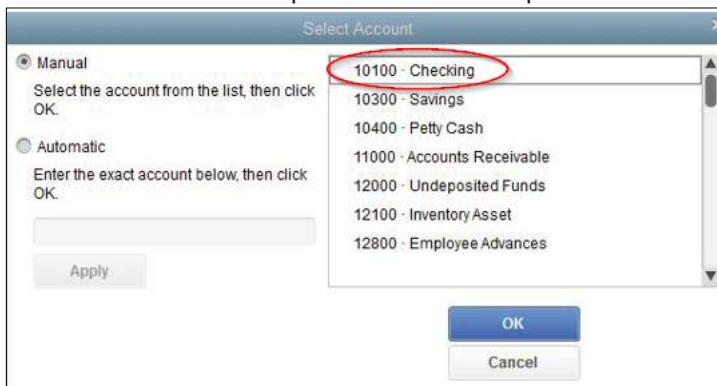 Select Account
Manual
Select the account from the list, then click
OK.
Automatic
Enter the exact account below, then click
OK.
Apply
10100 · Checking
10300 · Savings
10400 · Petty Cash
11000 · Accounts Receivable
12000 · Undeposited Funds
12100 · Inventory Asset
12800 · Employee Advances
OK
Cancel